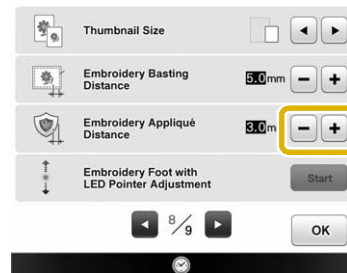 Thumbnail Size
Embroidery Basting
Distance
5.0mm
Embroidery Appliqué
Distance
3.0m
Embroidery Foot with
LED Pointer Adjustment
Start
8/9
OK